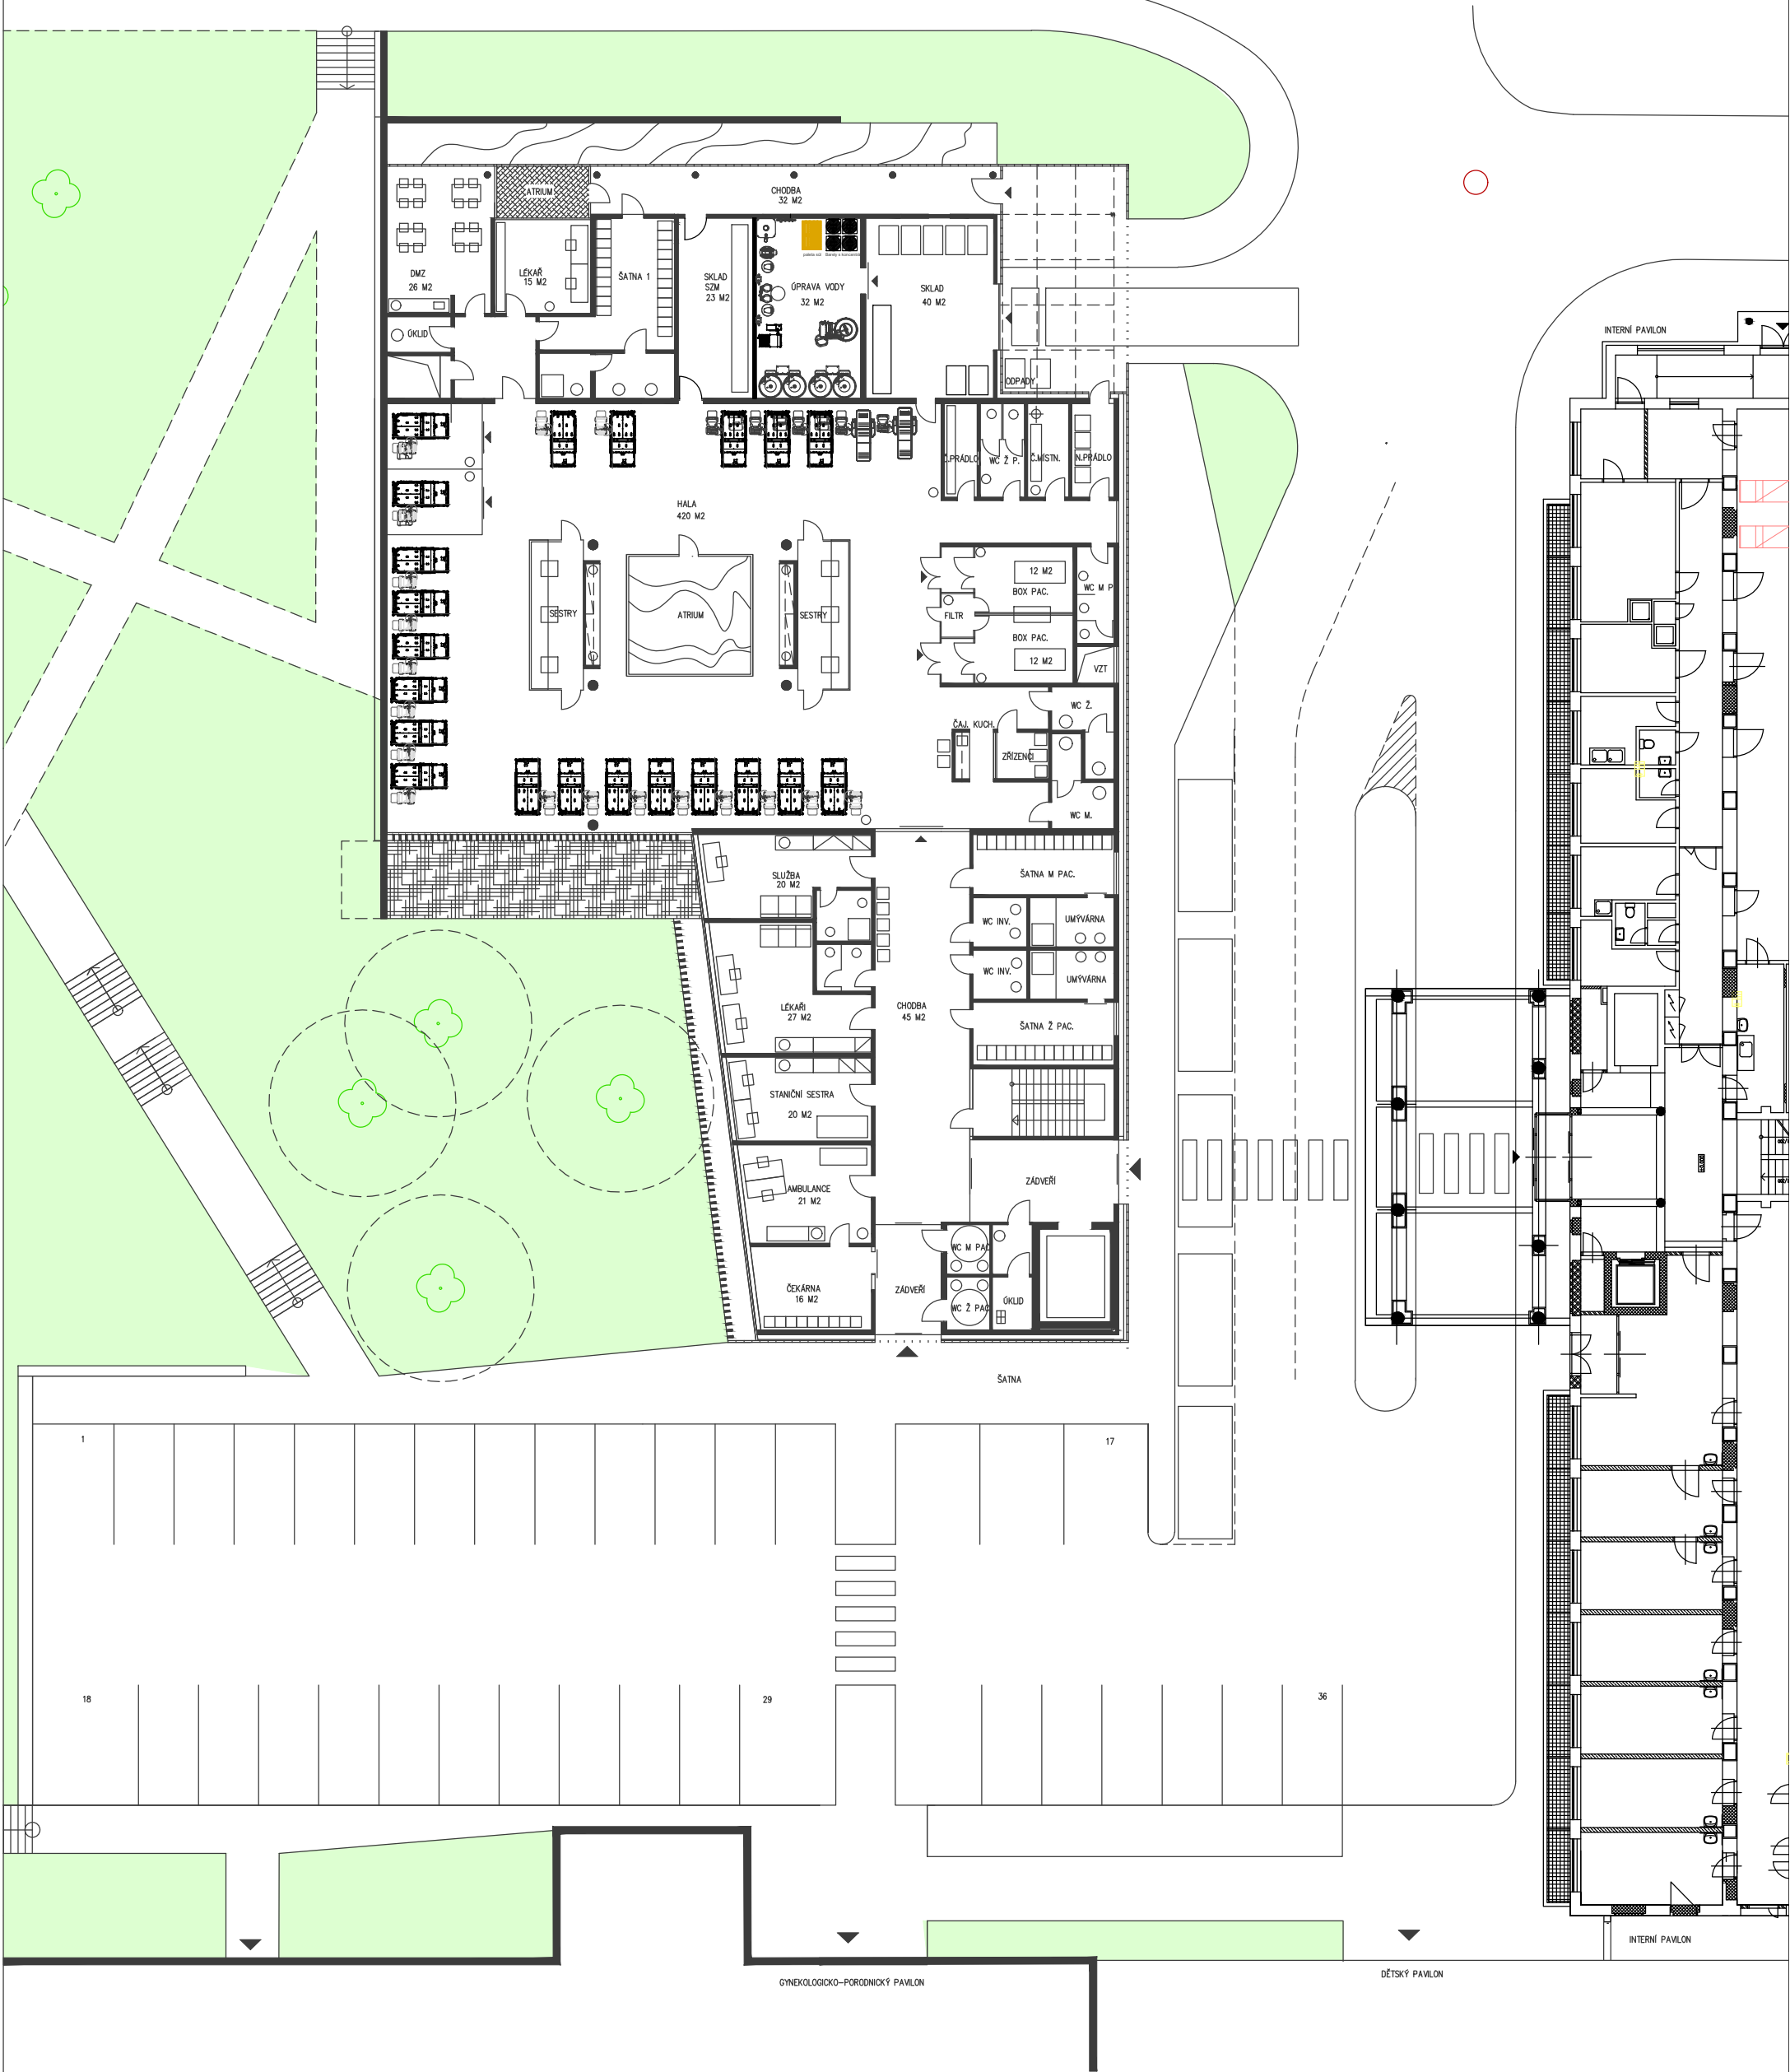 ATRIUM
CHODBA
32 M2
DMZ
26 M2
LÉKAŘ
15 M2
ŠATNA 1
SKLAD
SZM
23 M2
ÚPRAVA VODY
32 M2
SKLAD
40 M2
ÚKLID
ODPADY
INTERNÍ PAVILON
Č.PRÁDLO
WC Ž P.
Č.MÍSTN.
N.PRÁDLO
HALA
420 M2
12 M2
BOX PAC.
WC M P
SESTRY
ATRIUM
SESTRY
FILTR
BOX PAC.
12 M2
VZT
WC Ž.
ČAJ. KUCH.
ZŘÍZENCI
WC M.
SLUŽBA
20 M2
ŠATNA M PAC.
WC INV.
UMÝVÁRNA
WC INV.
UMÝVÁRNA
LÉKAŘI
27 M2
CHODBA
45 M2
ŠATNA Ž PAC.
STANIČNÍ SESTRA
20 M2
AMBULANCE
21 M2
ZÁDVEŘÍ
WC M PAC
ČEKÁRNA
16 M2
ZÁDVEŘÍ
WC Ž PAC
ÚKLID
ŠATNA
1
17
18
29
36
INTERNÍ PAVILON
GYNEKOLOGICKO-PORODNICKÝ PAVILON
DĚTSKÝ PAVILON